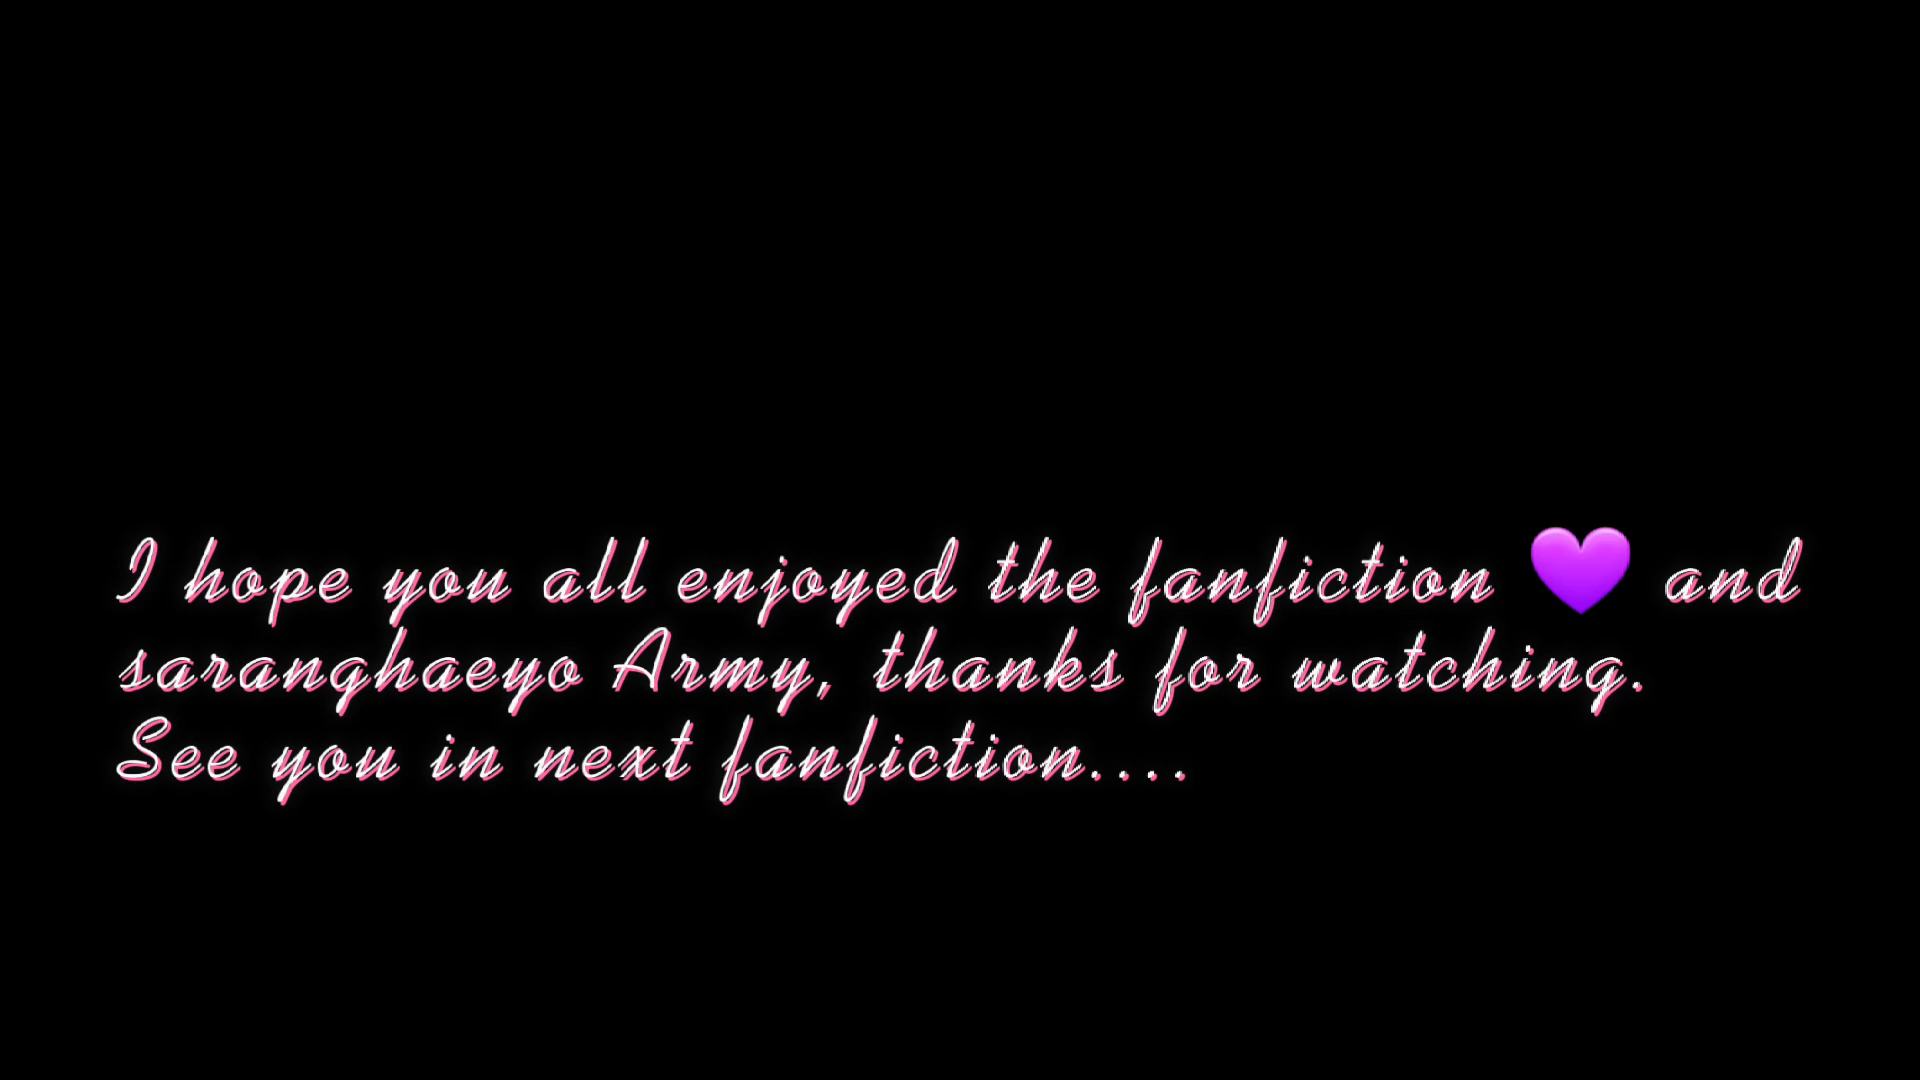 I hope you all enjoyed the fanfiction 💜 and
saranghaeyo Army, thanks for watching.
See you in next fanfiction....